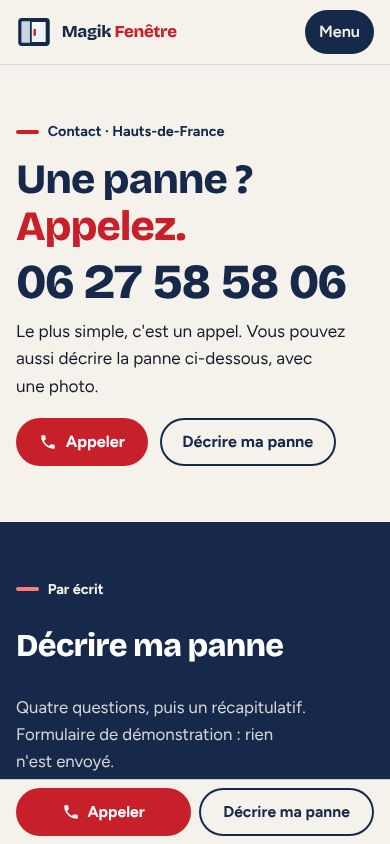 Magik Fenêtre
Menu
Contact · Hauts-de-France
Une panne ?
Appelez.
06 27 58 58 06
Le plus simple, c'est un appel. Vous pouvez
aussi décrire la panne ci-dessous, avec
une photo.
Appeler
Décrire ma panne
Par écrit
Décrire ma panne
Quatre questions, puis un récapitulatif.
Formulaire de démonstration : rien
n'est envoyé.
Appeler
Décrire ma panne